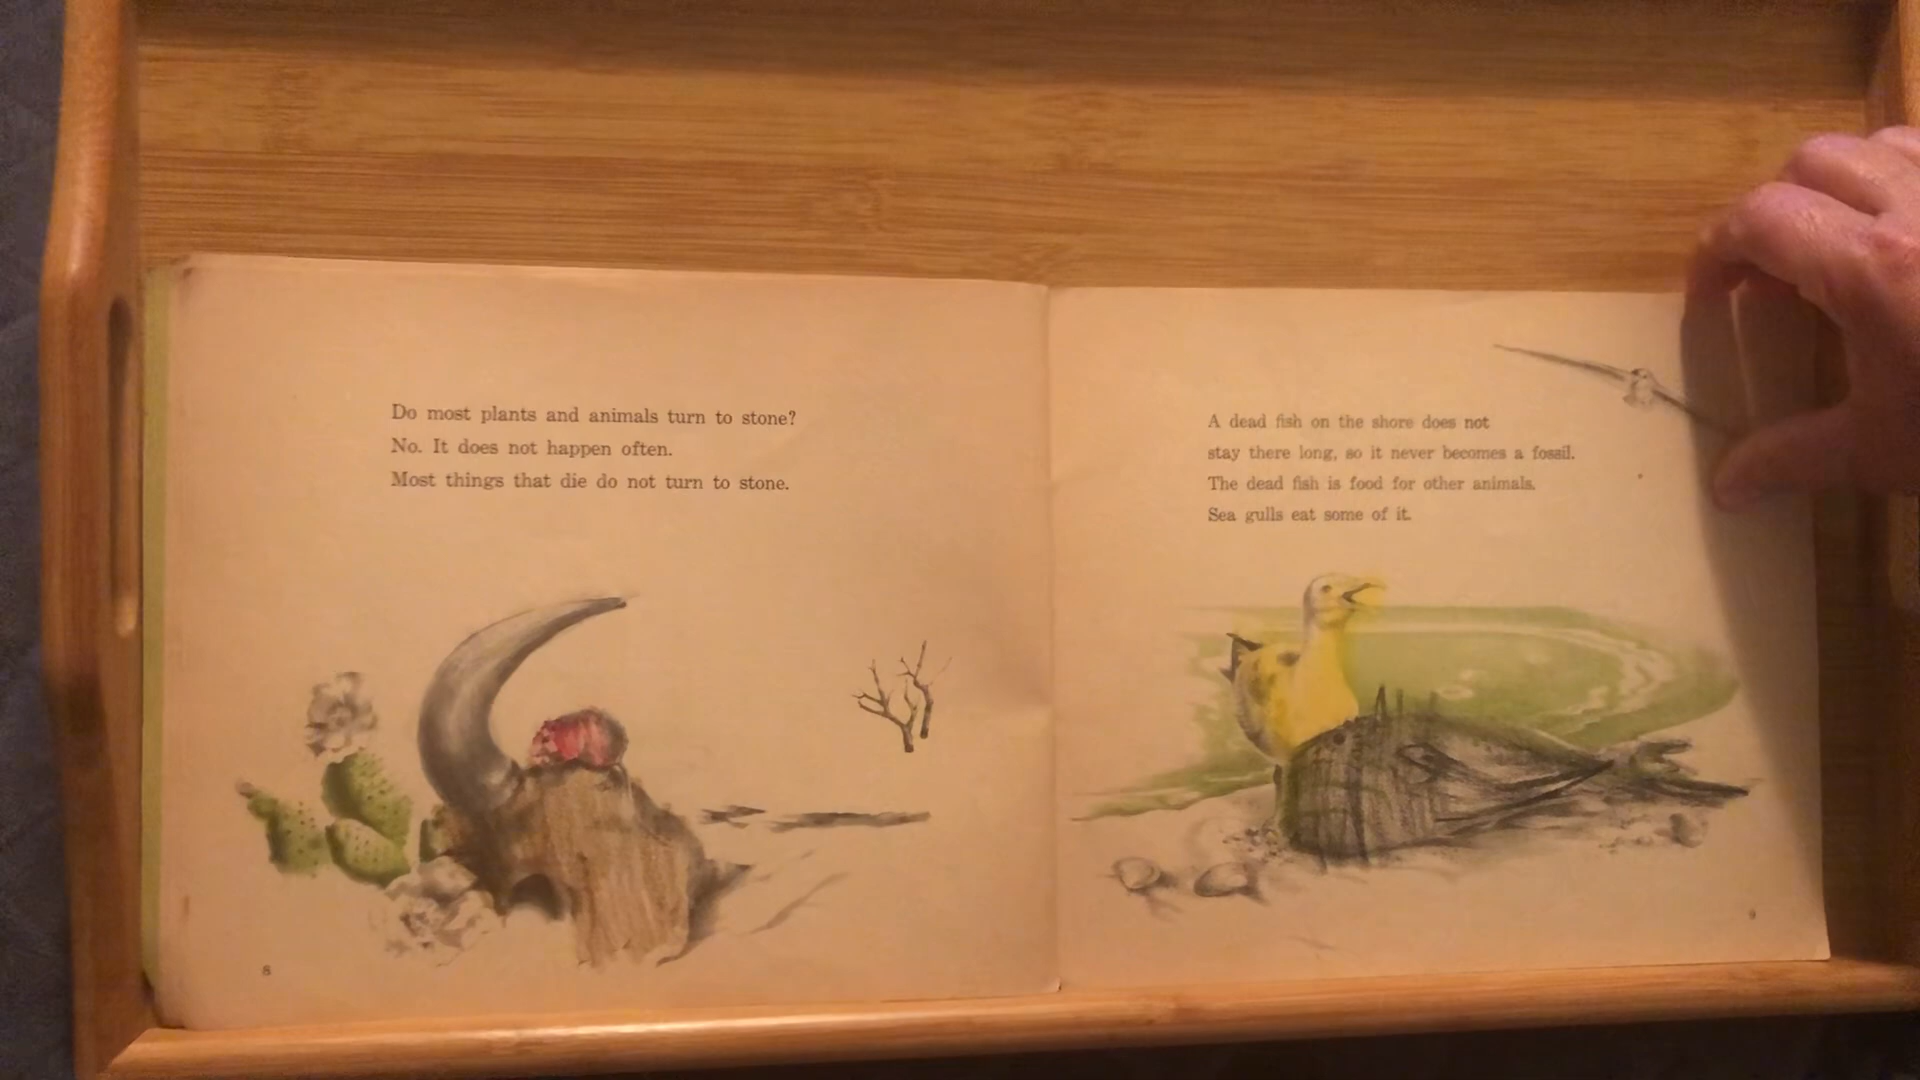 Do most plants and animals turn to stone?
No. It does not happen often.
Most things that die do not turn to stone.
8
A dead fish on the shore does not
stay there long, so it never becomes a fossil.
The dead fish is food for other animals.
Sea gulls eat some of it.
9